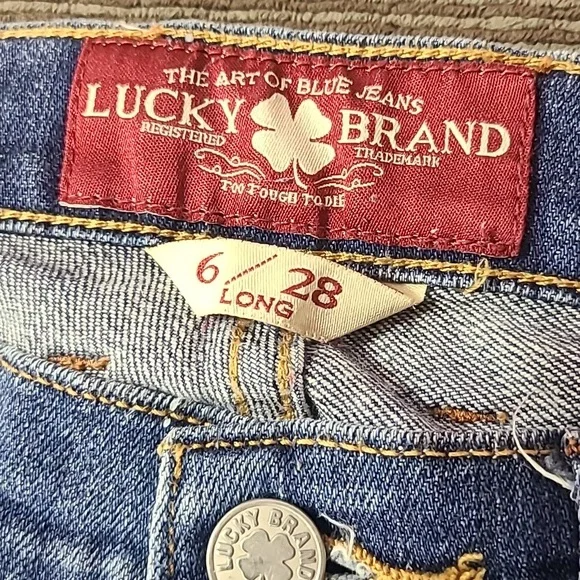 THE ART OF BLUE JEANS
LUCKY BRAND
REGISTERED TRADEMARK
TOO TOUGH TO DIE
6 / 28
LONG
LUCKY BRAND